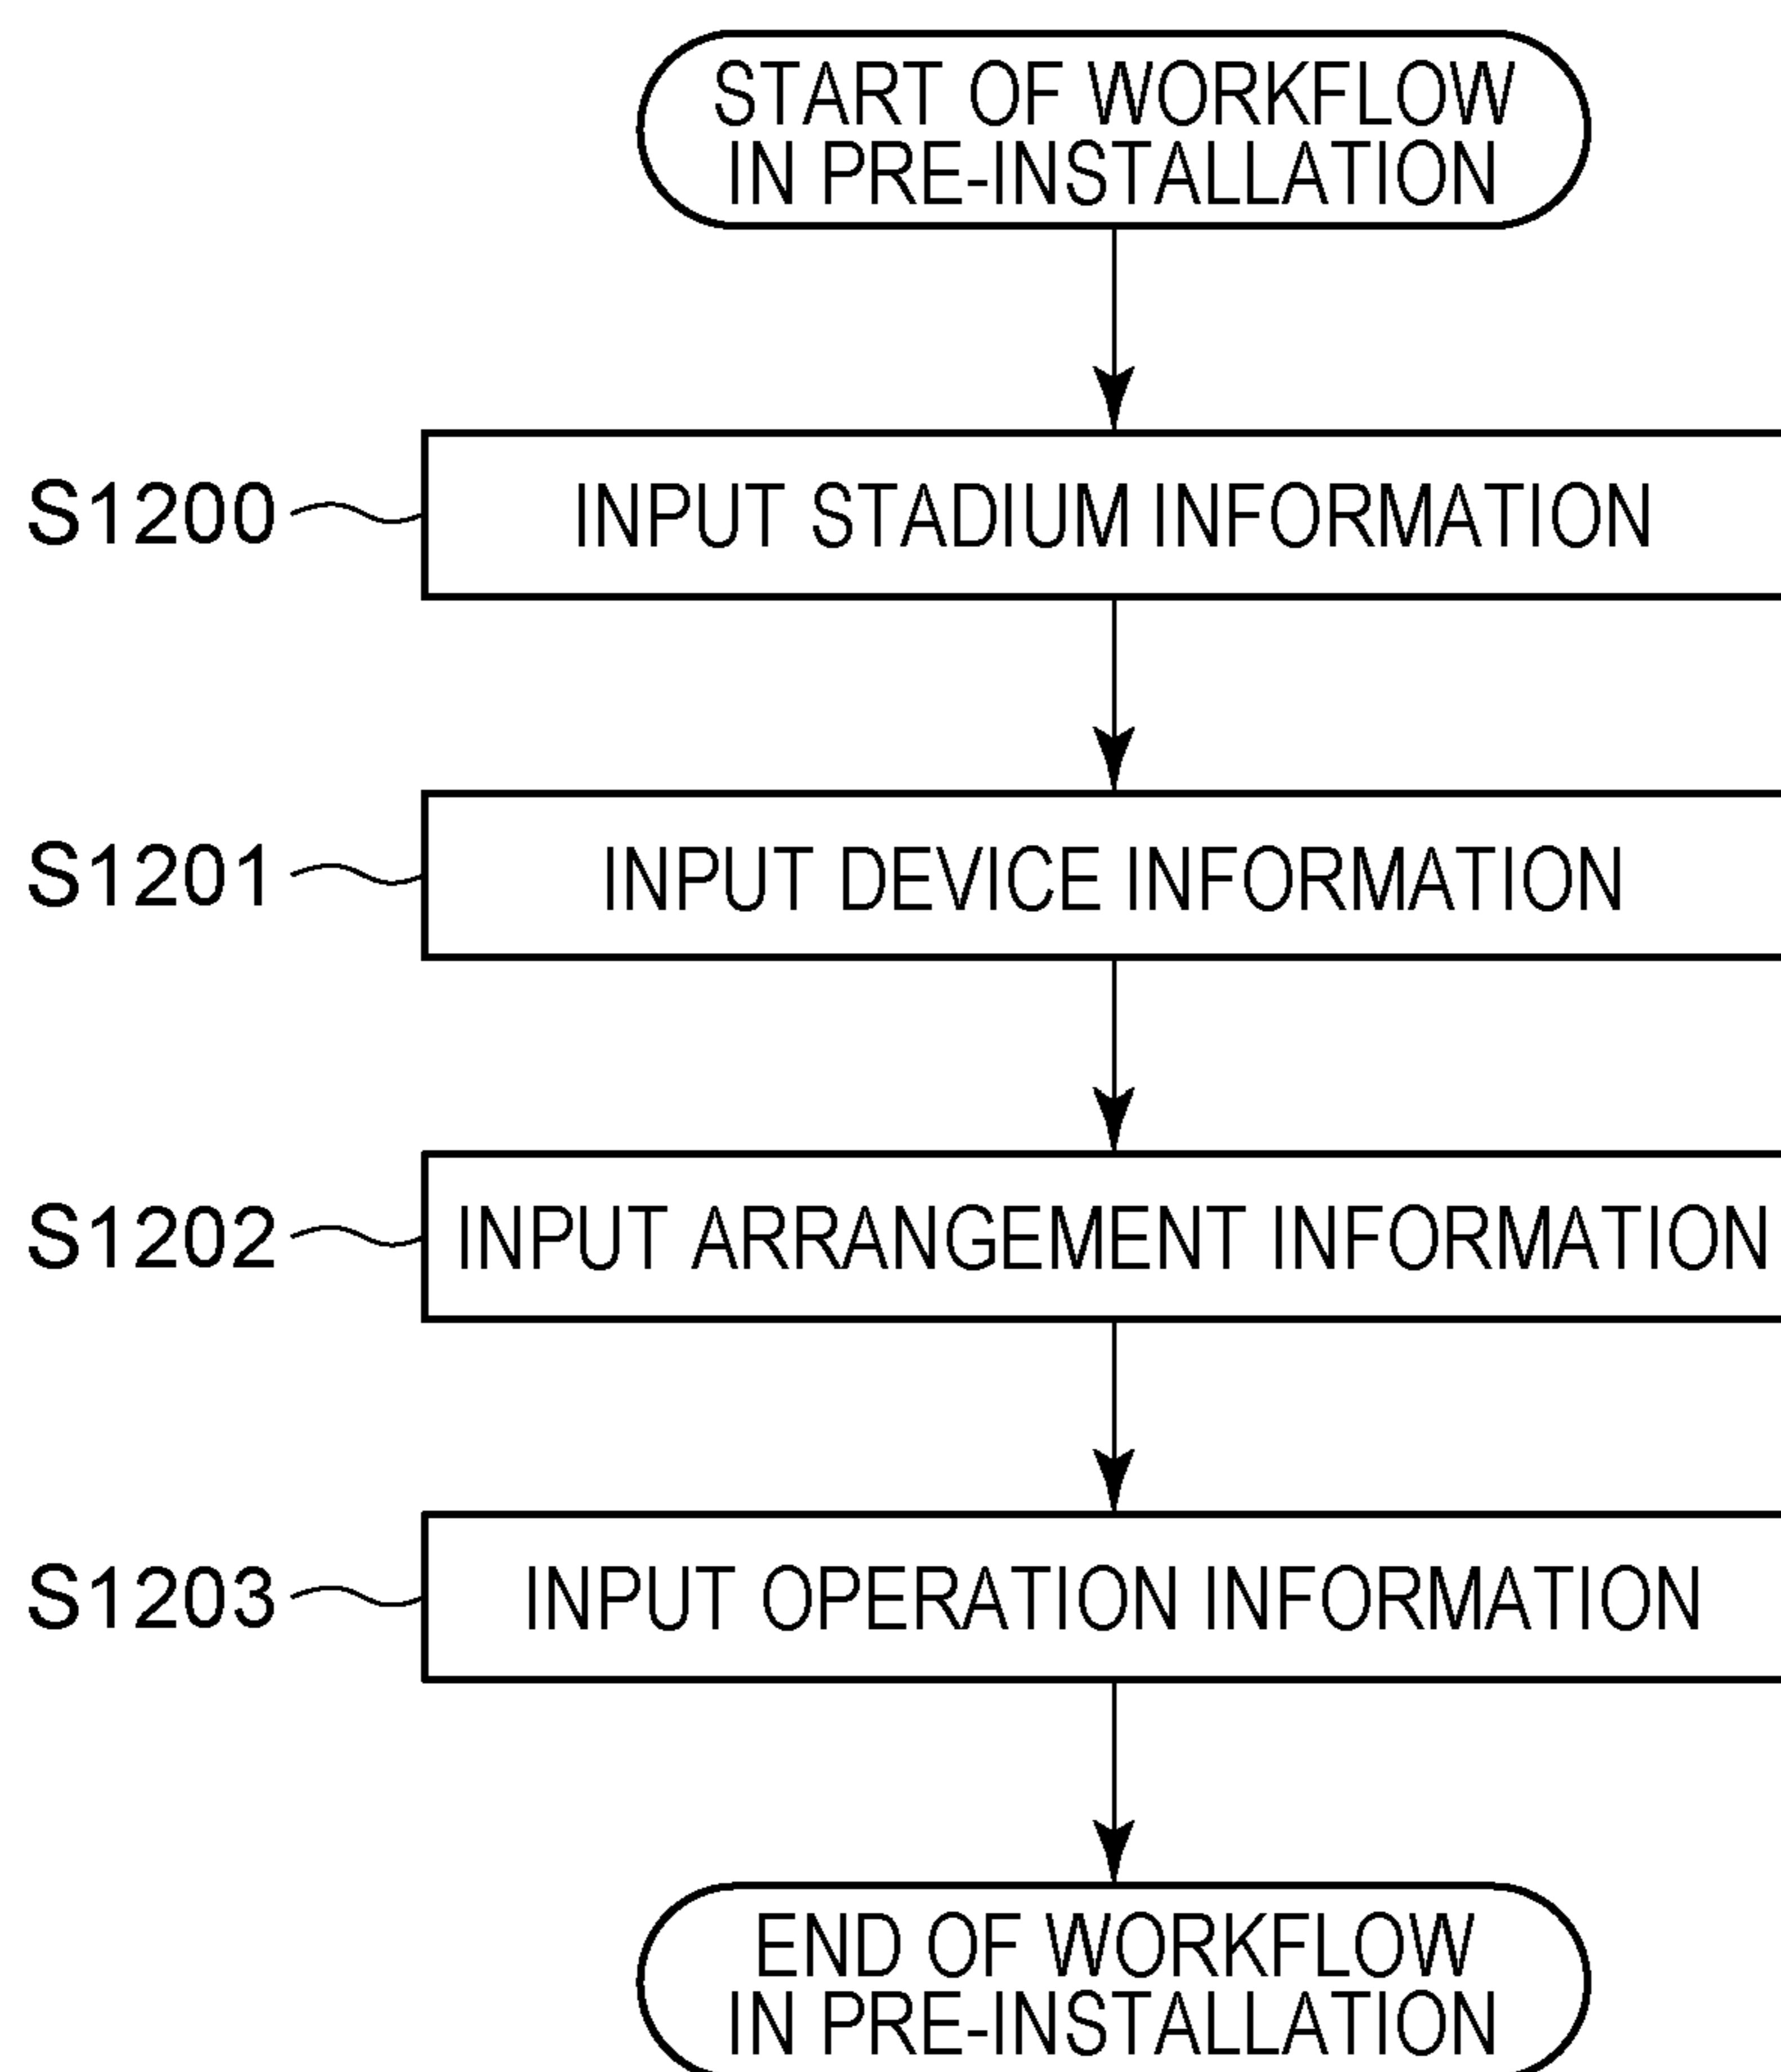 START OF WORKFLOW
IN PRE-INSTALLATION
S1200
INPUT STADIUM INFORMATION
S1201
INPUT DEVICE INFORMATION
S1202
INPUT ARRANGEMENT INFORMATION
S1203
INPUT OPERATION INFORMATION
END OF WORKFLOW
IN PRE-INSTALLATION